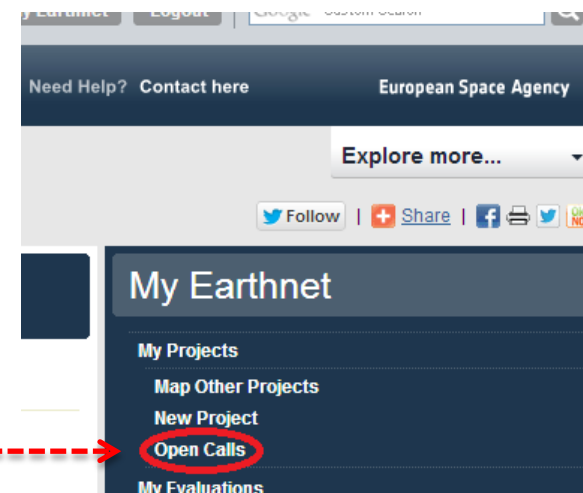 Logout
Need Help? Contact here
European Space Agency
Explore more...
Follow | Share |
My Earthnet
My Projects
Map Other Projects
New Project
Open Calls
My Evaluations